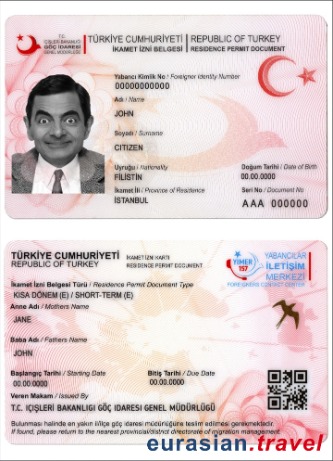 T.C.
İÇİŞLERİ BAKANLIĞI
GÖÇ İDARESİ
GENEL MÜDÜRLÜĞÜ
TÜRKİYE CUMHURİYETİ | REPUBLIC OF TURKEY
İKAMET İZNİ BELGESİ | RESIDENCE PERMIT DOCUMENT
Yabancı Kimlik No / Foreigner Identity Number
00000000000
Adı / Name
JOHN
Soyadı / Surname
CITIZEN
Uyruğu / Nationality
FİLİSTİN
Doğum Tarihi / Date of Birth
00.00.0000
İkamet İli / Province of Residence
İSTANBUL
Seri No / Document No
AAA 000000
TÜRKİYE CUMHURİYETİ
REPUBLIC OF TURKEY
İKAMET İZNİ KARTI
RESIDENCE PERMIT DOCUMENT
YİMER
157
YABANCILAR
İLETİŞİM
MERKEZİ
FOREIGNERS CONTACT CENTER
İkamet İzni Belgesi Türü / Residence Permit Document Type
KISA DÖNEM (E) / SHORT-TERM (E)
Anne Adı / Mothers Name
JANE
Baba Adı / Fathers Name
JOHN
Başlangıç Tarihi / Starting Date
00.00.0000
Bitiş Tarihi / Due Date
00.00.0000
Veren Makam / Issued By
T.C. İÇİŞLERİ BAKANLIGI GÖÇ İDARESİ GENEL MÜDÜRLÜĞÜ
Bulunması halinde en yakın il/ilçe göç idaresi müdürlüğüne teslim edilmesi gerekmektedir.
If found, please return to the nearest provincial/district directorate of migration management.
eurasian.travel